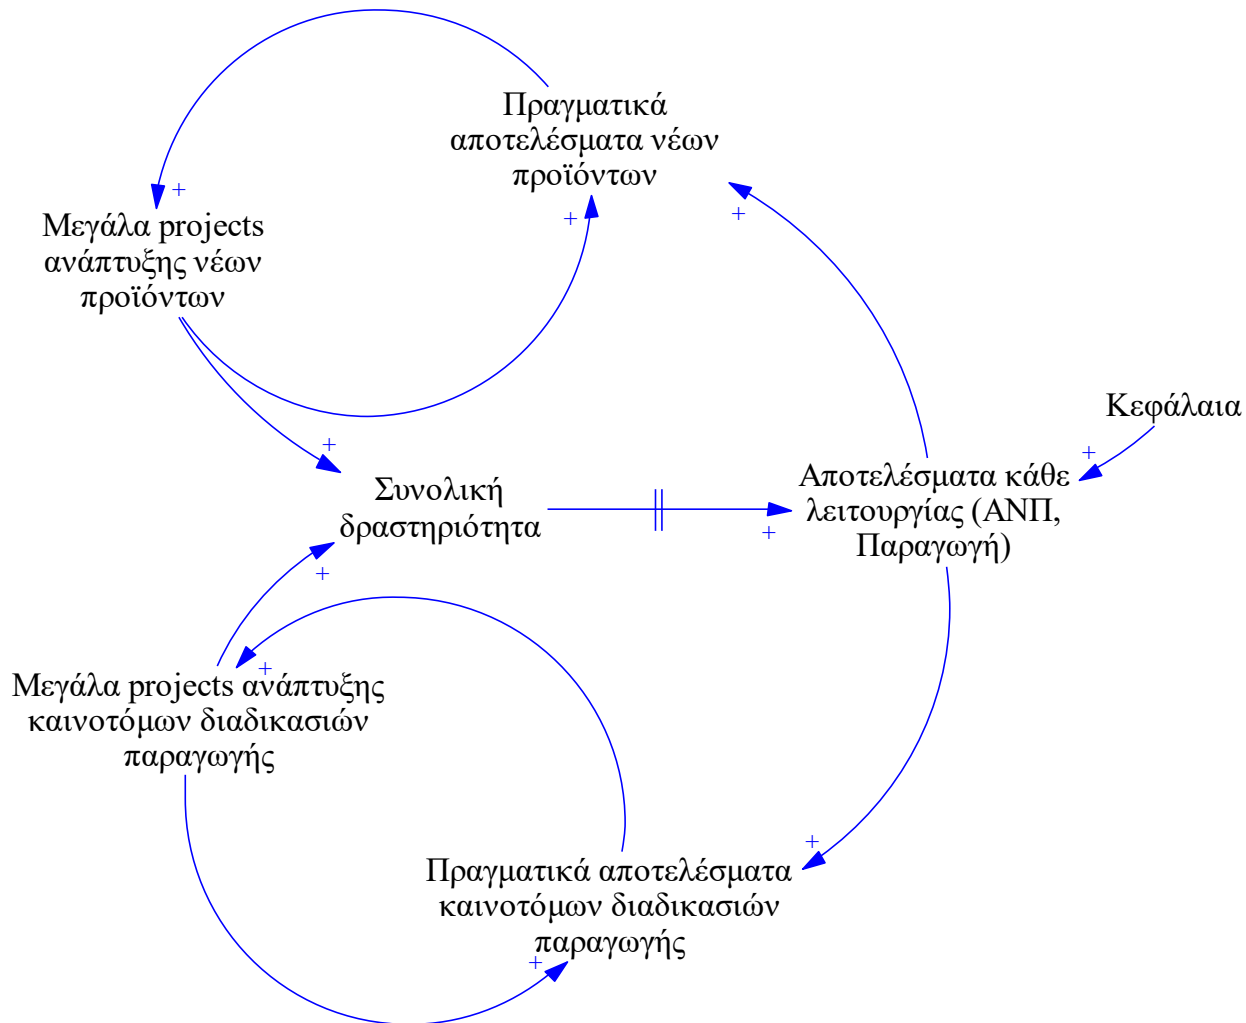 Πραγματικά
αποτελέσματα νέων
προϊόντων
+
+
+
Μεγάλα projects
ανάπτυξης νέων
προϊόντων
Κεφάλαια
+
+
Αποτελέσματα κάθε
λειτουργίας (ΑΝΠ,
Παραγωγή)
Συνολική
δραστηριότητα
+
+
+
Μεγάλα projects ανάπτυξης
καινοτόμων διαδικασιών
παραγωγής
+
Πραγματικά αποτελέσματα
καινοτόμων διαδικασιών
παραγωγής
+